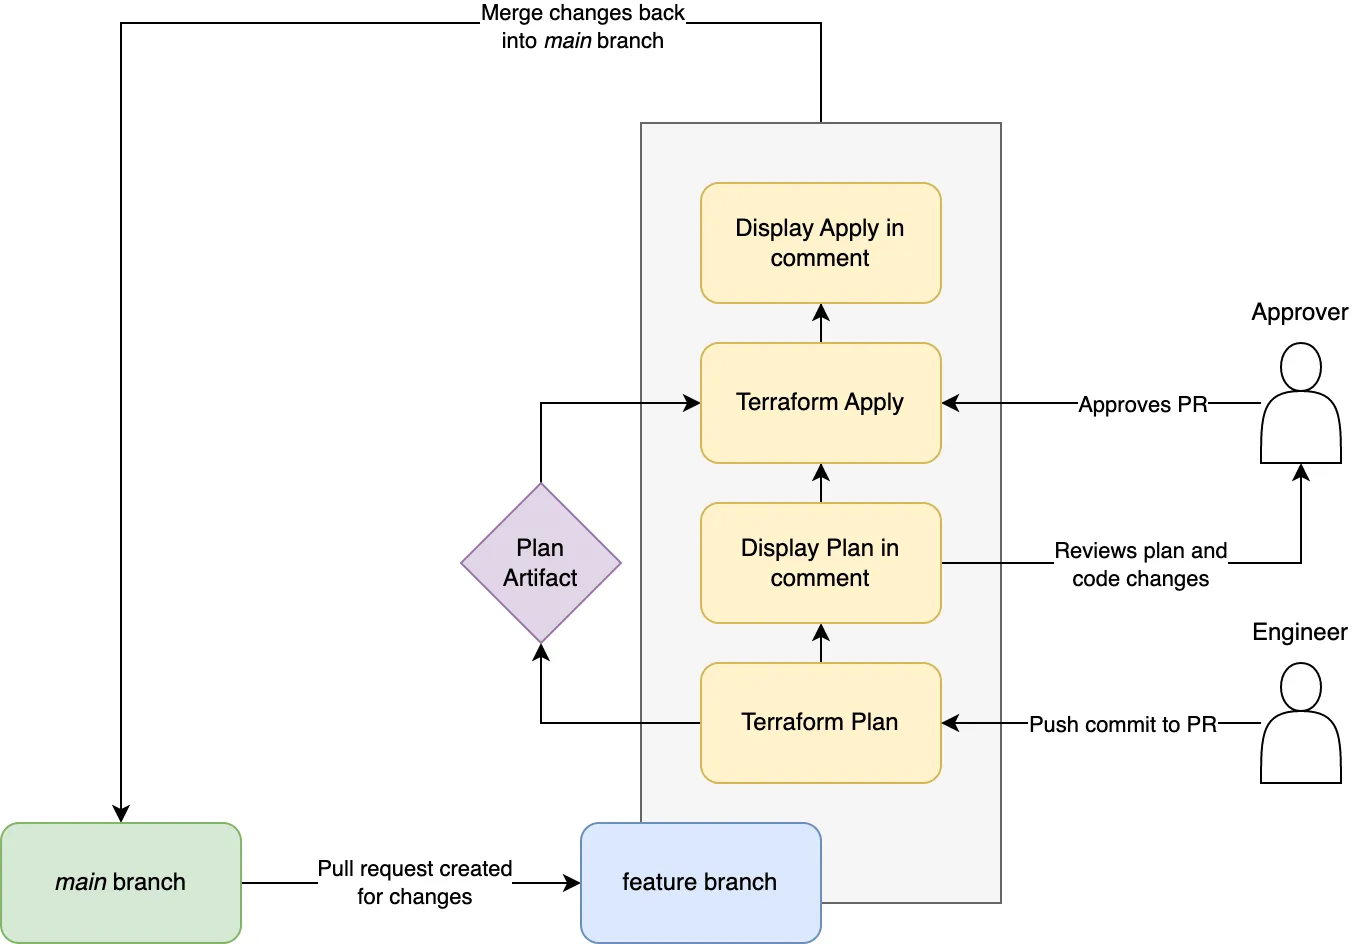 Merge changes back
into main branch
Display Apply in
comment
Approver
Terraform Apply
Approves PR
Plan
Artifact
Display Plan in
comment
Reviews plan and
code changes
Engineer
Terraform Plan
Push commit to PR
main branch
Pull request created
for changes
feature branch